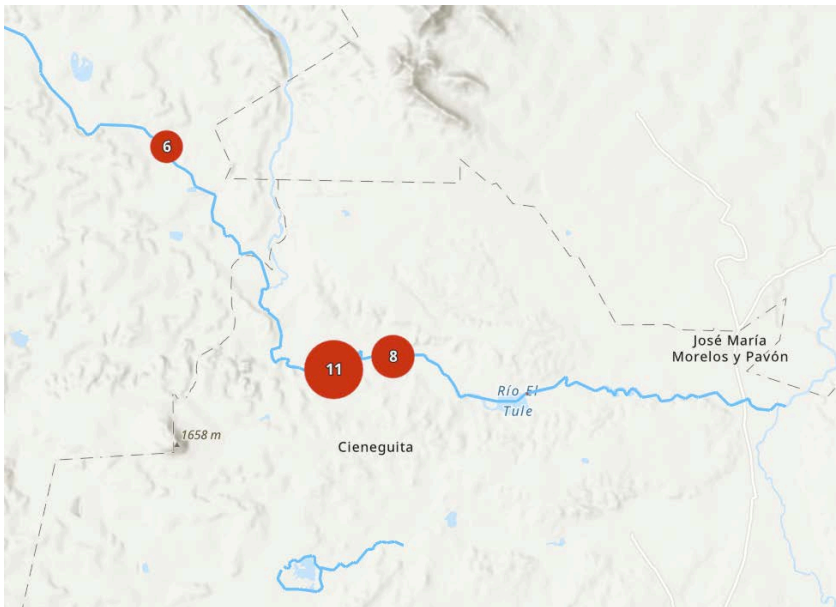 6
11
8
José María
Morelos y Pavón
Río El
Tule
1658 m
Cieneguita